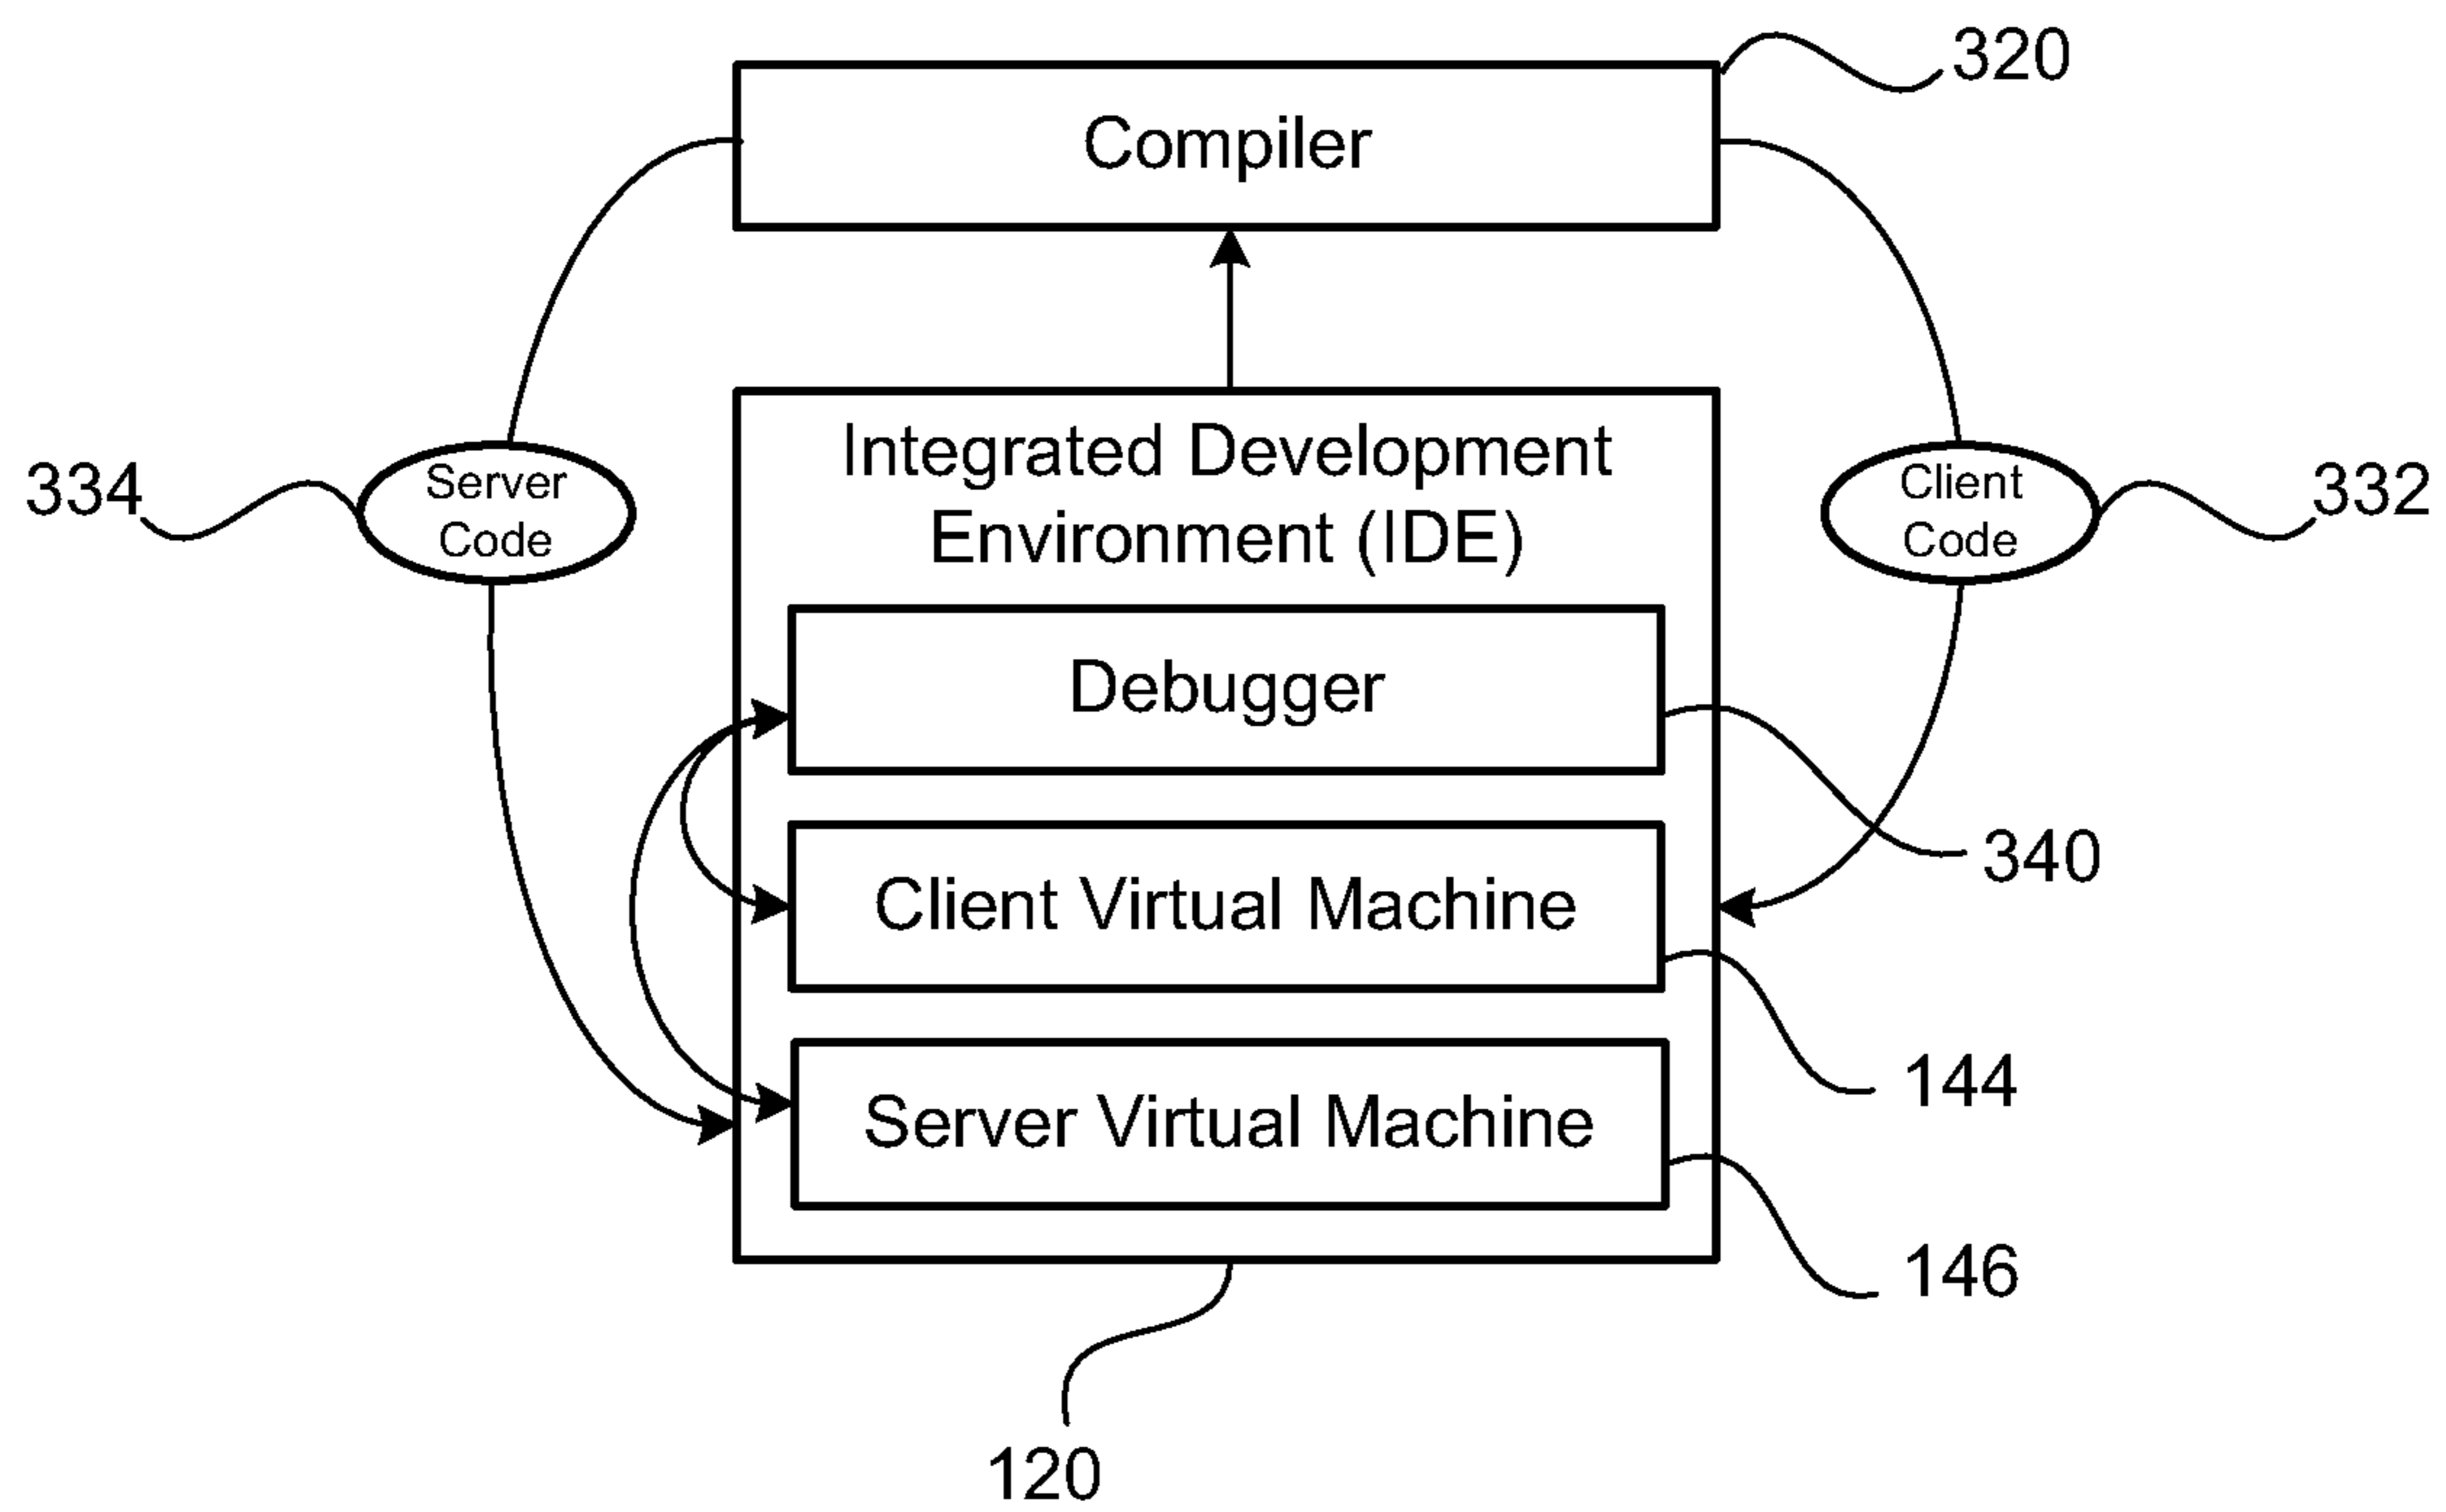 320
Compiler
Integrated Development
Environment (IDE)
334
Server
Code
Client
Code
332
Debugger
340
Client Virtual Machine
144
Server Virtual Machine
146
120